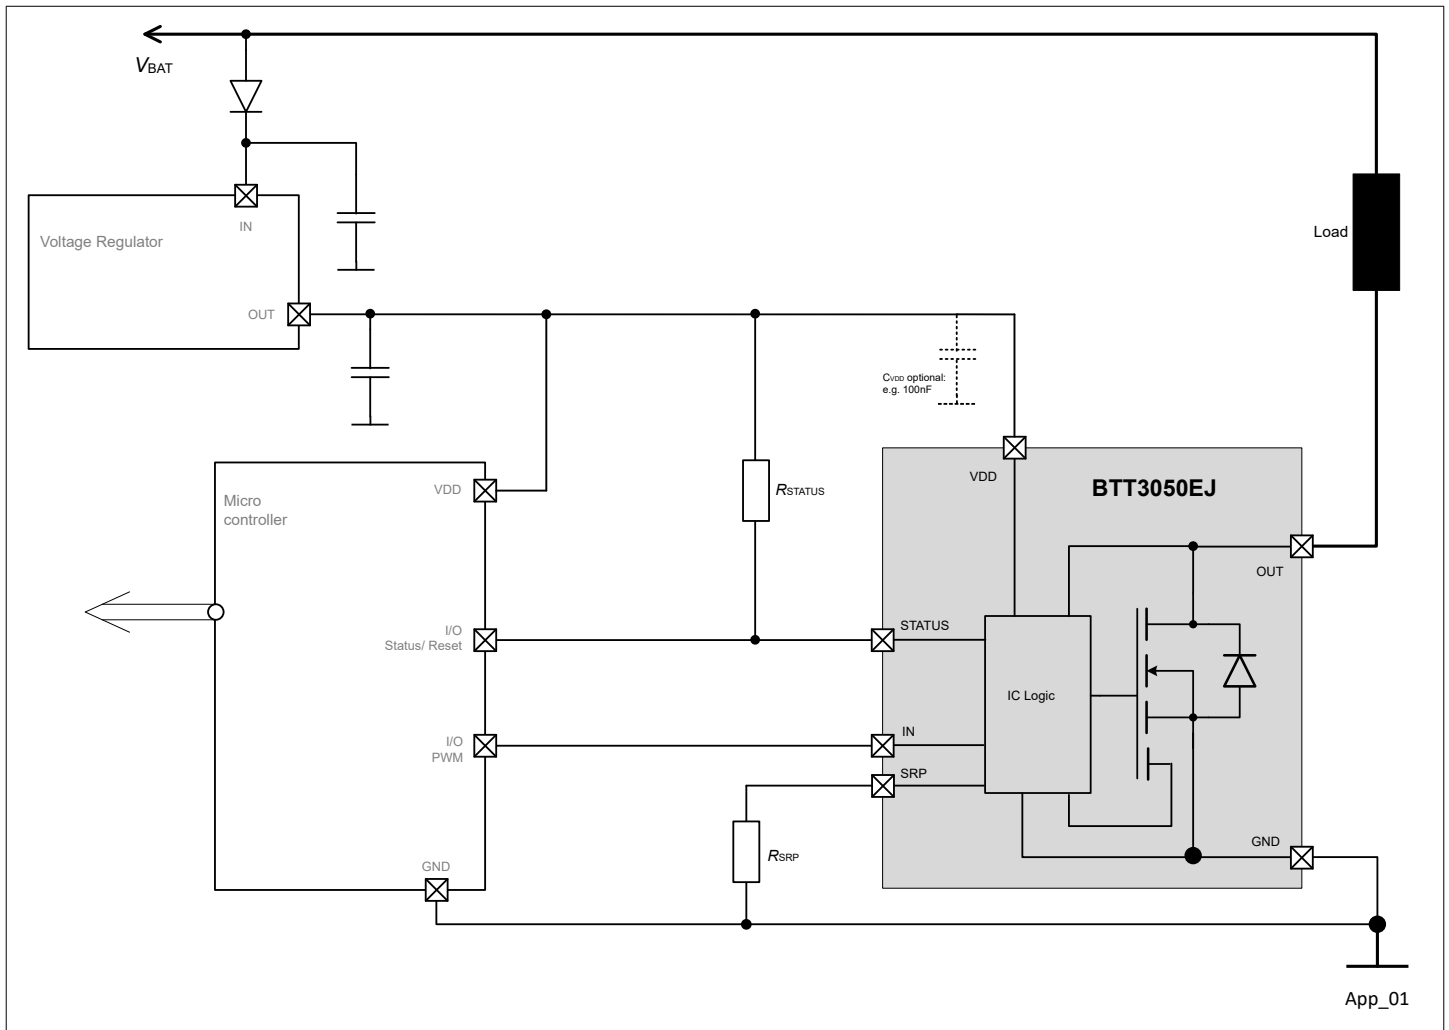 VBAT
IN
Voltage Regulator
Load
OUT
CVDD optional:
e.g. 100nF
VDD
BTT3050EJ
VDD
RSTATUS
Micro
controller
OUT
I/O
Status/ Reset
STATUS
IC Logic
I/O
PWM
IN
SRP
GND
RSRP
GND
App_01